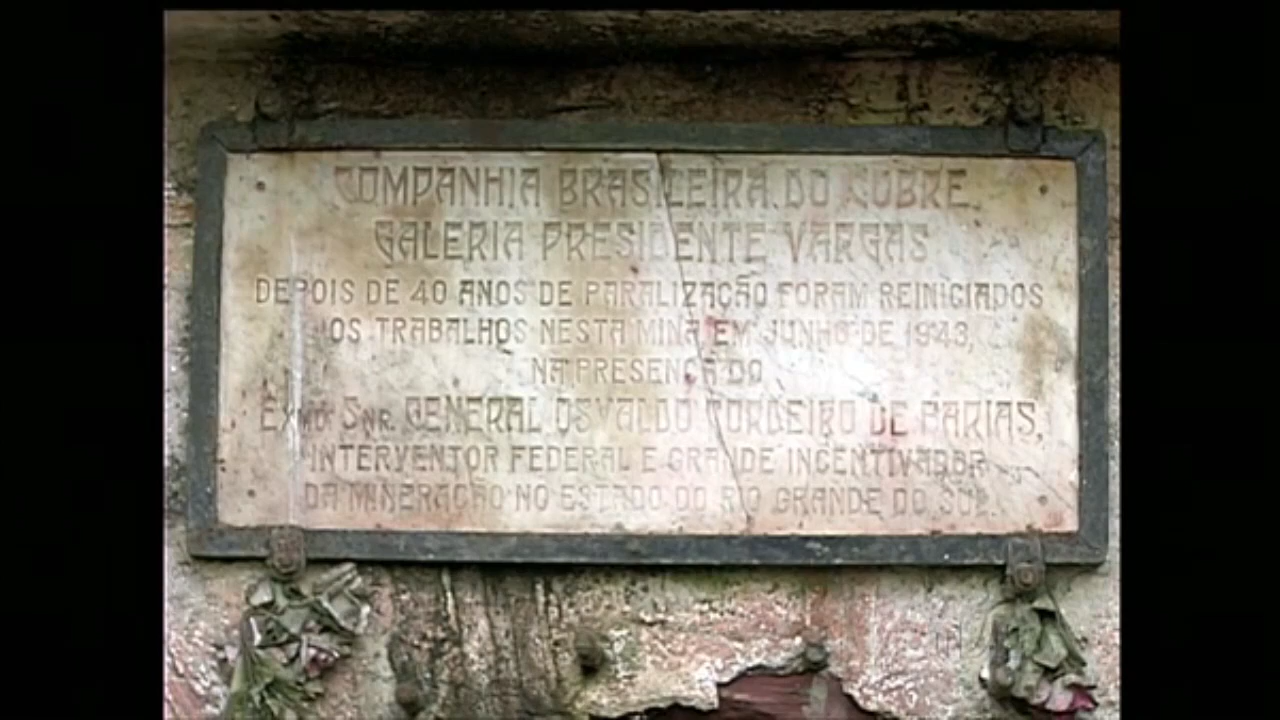 COMPANHIA BRASILEIRA DO COBRE
GALERIA PRESIDENTE VARGAS
DEPOIS DE 40 ANOS DE PARALIZAÇÃO FORAM REINICIADOS
OS TRABALHOS NESTA MINA EM JUNHO DE 1943,
NA PRESENÇA DO
EXMO SNR. GENERAL OSVALDO CORDEIRO DE FARIAS,
INTERVENTOR FEDERAL E GRANDE INCENTIVADOR
DA MINERAÇÃO NO ESTADO DO RIO GRANDE DO SUL.